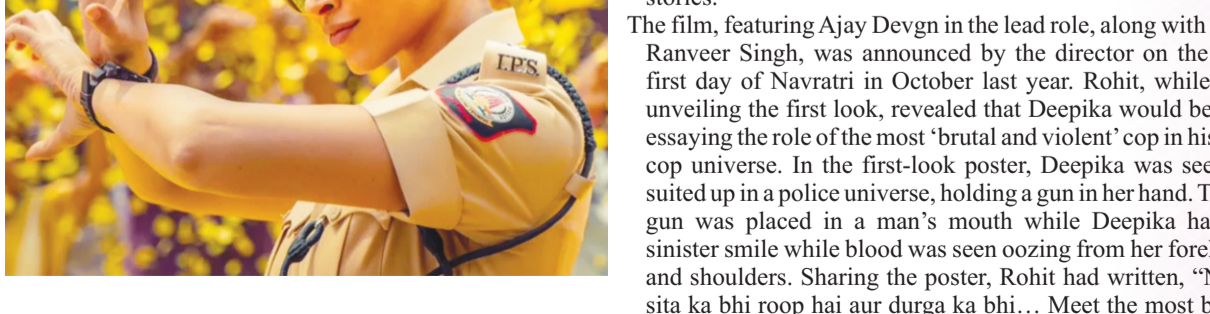 I.P.S.
stories.
The film, featuring Ajay Devgn in the lead role, along with
Ranveer Singh, was announced by the director on the
first day of Navratri in October last year. Rohit, while
unveiling the first look, revealed that Deepika would be
essaying the role of the most ‘brutal and violent’ cop in his
cop universe. In the first-look poster, Deepika was see
suited up in a police universe, holding a gun in her hand. T
gun was placed in a man’s mouth while Deepika ha
sinister smile while blood was seen oozing from her foreh
and shoulders. Sharing the poster, Rohit had written, “N
sita ka bhi roop hai aur durga ka bhi… Meet the most b